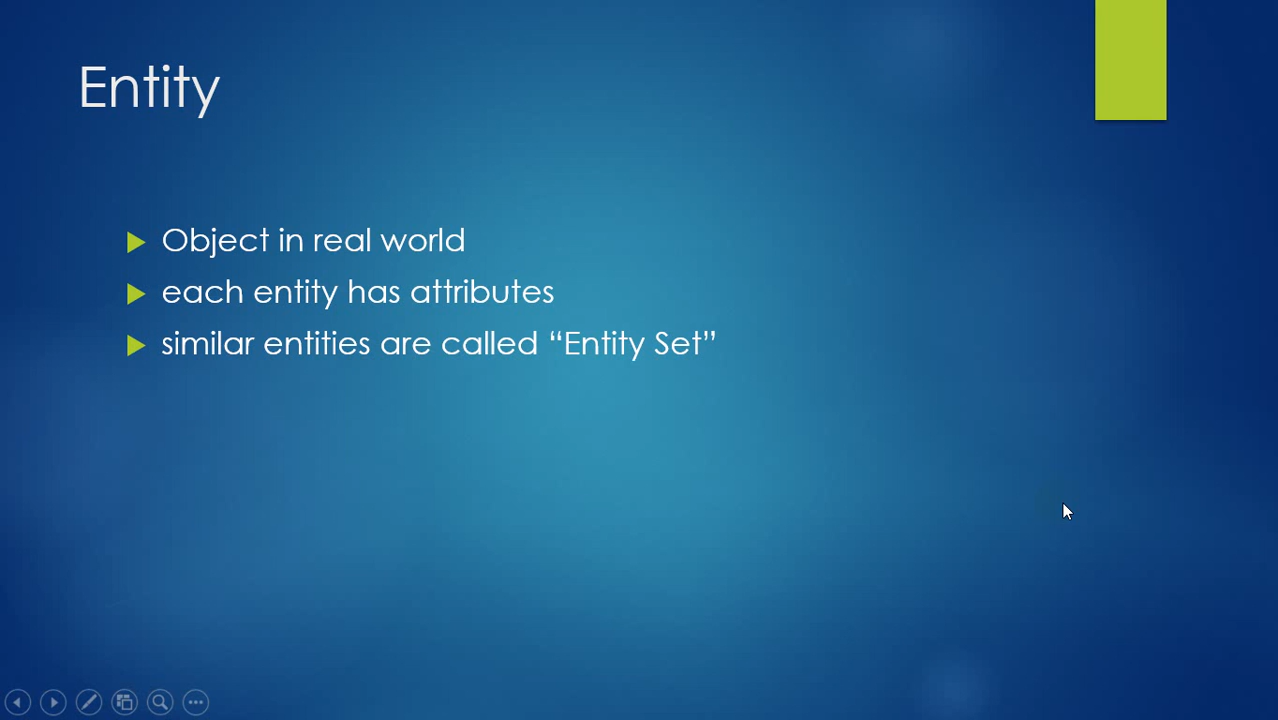 Entity
Object in real world
each entity has attributes
similar entities are called “Entity Set”